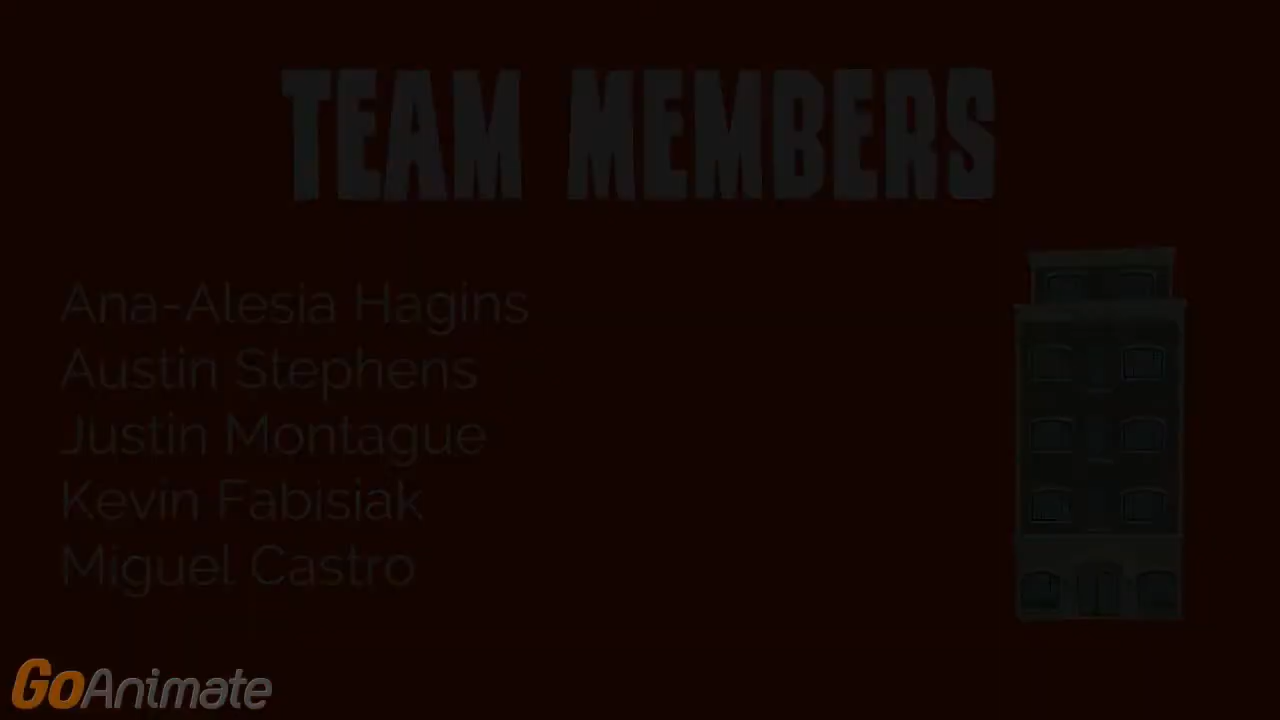 TEAM MEMBERS
Ana-Alesia Hagins
Austin Stephens
Justin Montague
Kevin Fabisiak
Miguel Castro
GoAnimate